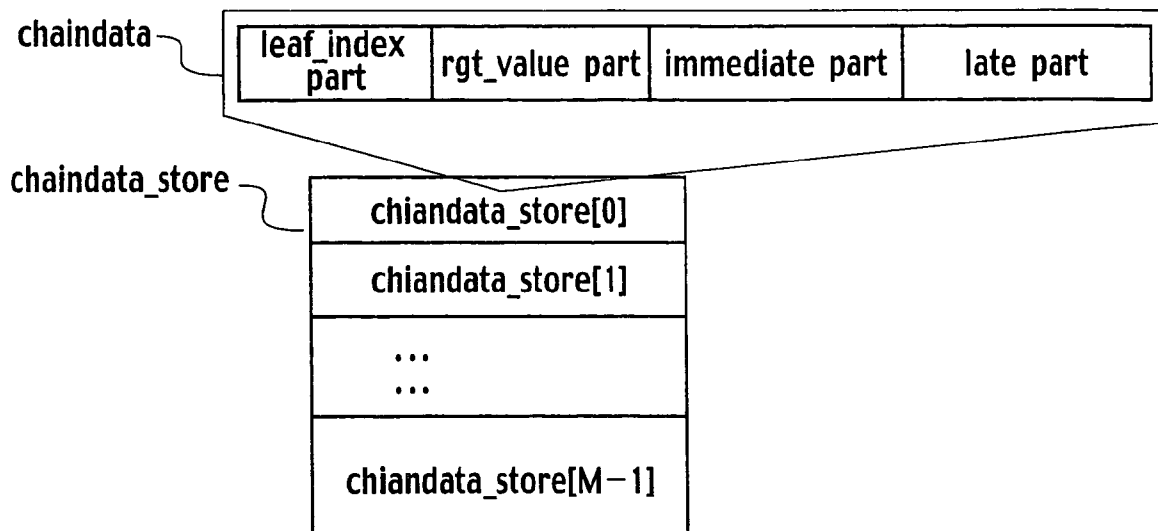 chaindata
leaf_index
part
rgt_value part
immediate part
late part
chaindata_store
chiandata_store[0]
chiandata_store[1]
...
...
chiandata_store[M−1]